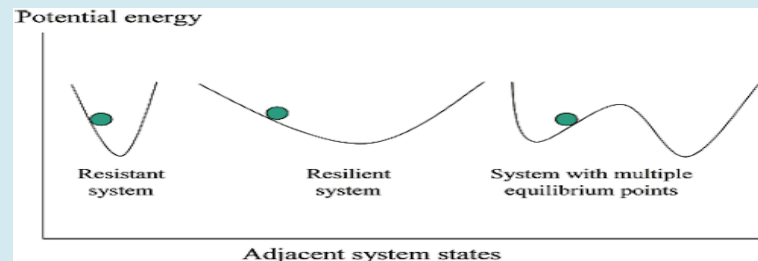 Potential energy
Resistant
system
Resilient
system
System with multiple
equilibrium points
Adjacent system states